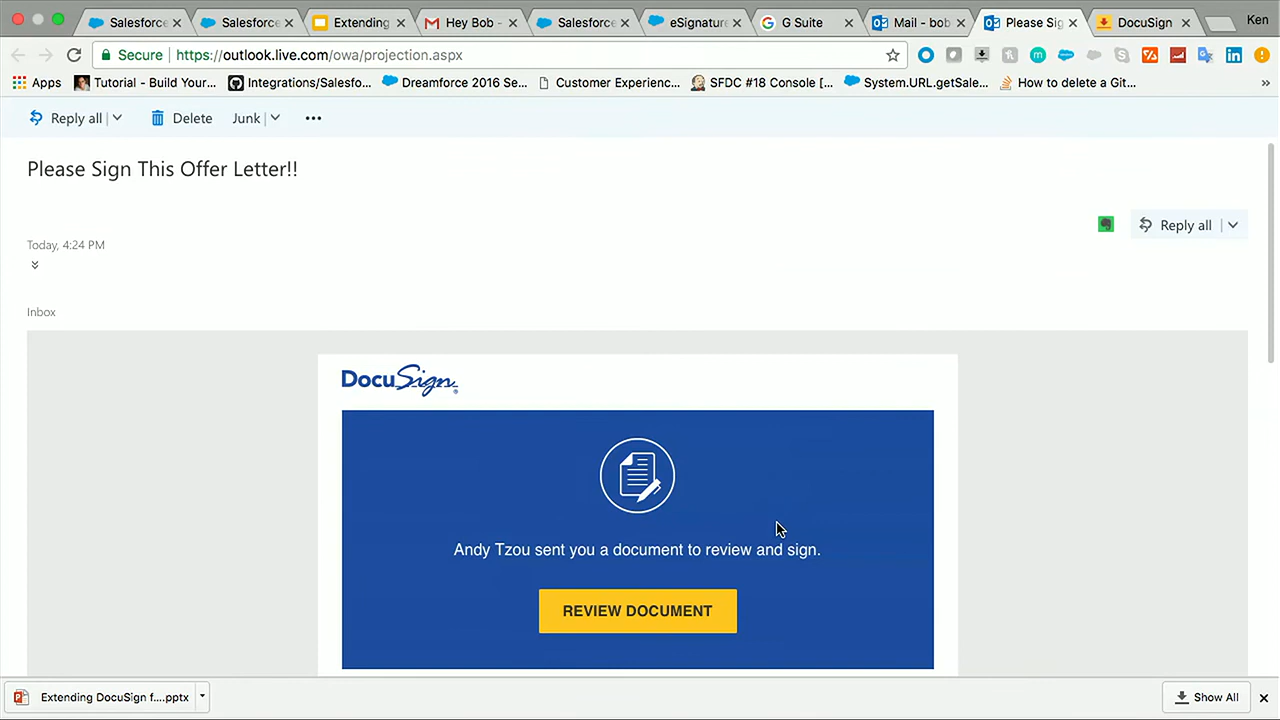 Salesforce
Salesforce
Extending
Hey Bob -
Salesforce
eSignature
G Suite
Mail - bob
Please Sig
DocuSign
Ken
Secure
https://outlook.live.com/owa/projection.aspx
Apps
Tutorial - Build Your...
Integrations/Salesfo...
Dreamforce 2016 Se...
Customer Experienc...
SFDC #18 Console [...
System.URL.getSale...
How to delete a Git...
»
Reply all
Delete
Junk
Please Sign This Offer Letter!!
Reply all
Today, 4:24 PM
Inbox
DocuSign
Andy Tzou sent you a document to review and sign.
REVIEW DOCUMENT
Extending DocuSign f....pptx
Show All